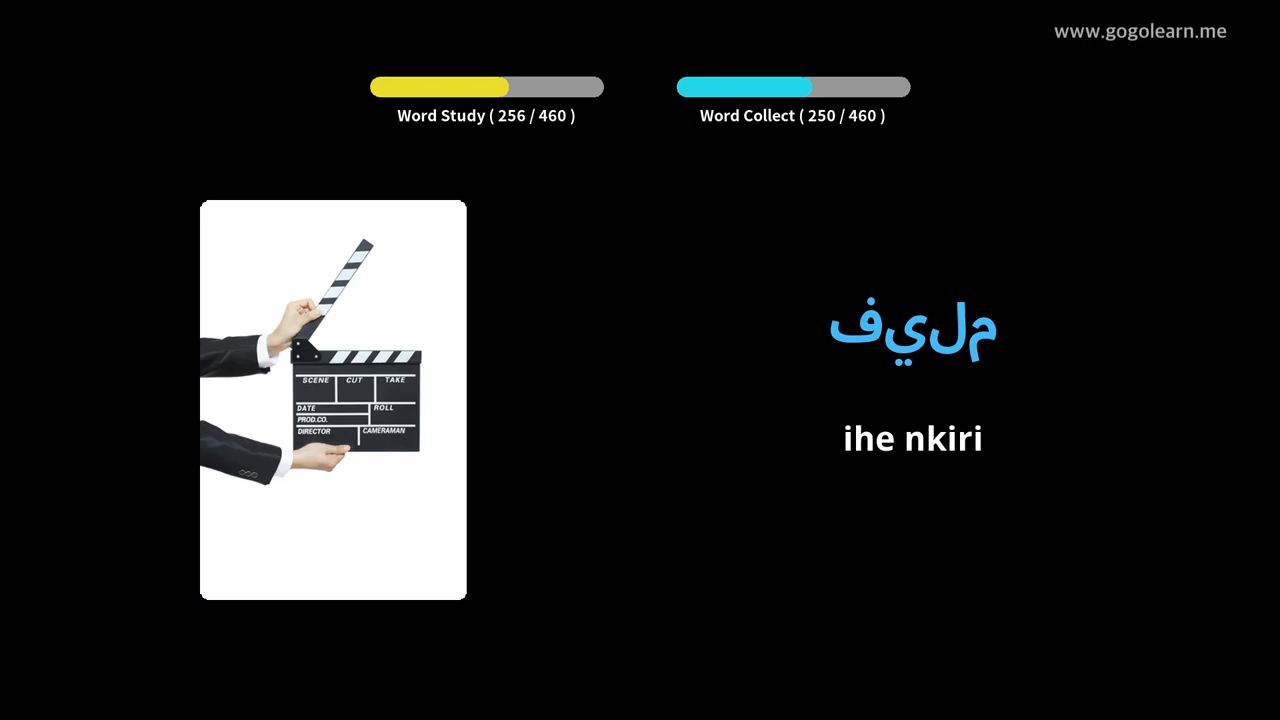 www.gogolearn.me
Word Study ( 256 / 460 )
Word Collect ( 250 / 460 )
SCENE CUT TAKE
DATE ROLL
PROD.CO.
DIRECTOR CAMERAMAN
مليف
ihe nkiri